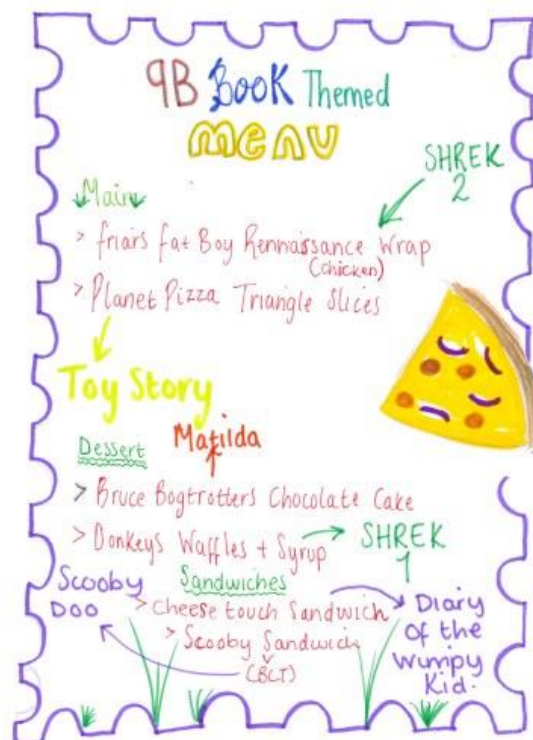 9B Book Themed
menu
SHREK
2
Main
> friars fat Boy Rennaissance Wrap
(chicken)
> Planet Pizza Triangle Slices
Toy Story
Matilda
Dessert
> Bruce Bogtrotters Chocolate Cake
> Donkeys Waffles + Syrup
SHREK
1
Sandwiches
Scooby
Doo
> Cheese touch Sandwich
> Scooby Sandwich
(BLT)
Diary
of the
Wimpy
Kid.